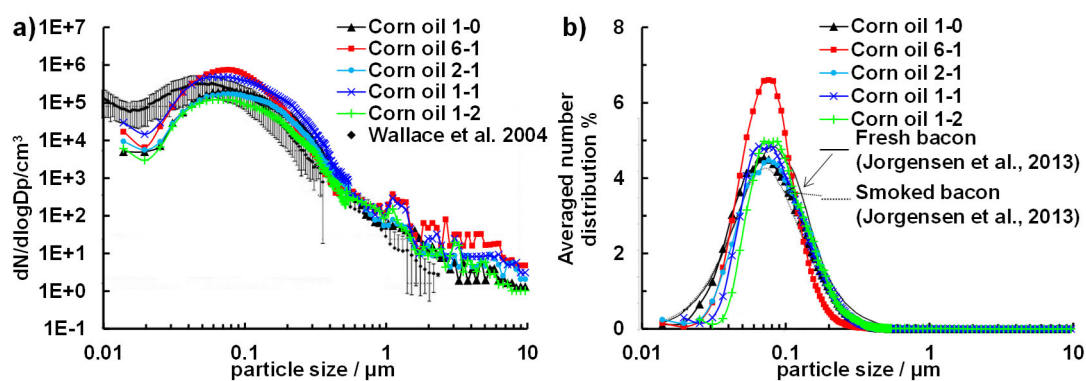 a)
1E+7
1E+6
1E+5
1E+4
1E+3
1E+2
1E+1
1E+0
1E-1
dN/dlogDp/cm³
0.01
0.1
1
10
particle size / µm
Corn oil 1-0
Corn oil 6-1
Corn oil 2-1
Corn oil 1-1
Corn oil 1-2
Wallace et al. 2004
b)
8
6
4
2
0
Averaged number
distribution %
0.01
0.1
1
10
particle size / µm
Corn oil 1-0
Corn oil 6-1
Corn oil 2-1
Corn oil 1-1
Corn oil 1-2
Fresh bacon
(Jorgensen et al., 2013)
Smoked bacon
(Jorgensen et al., 2013)